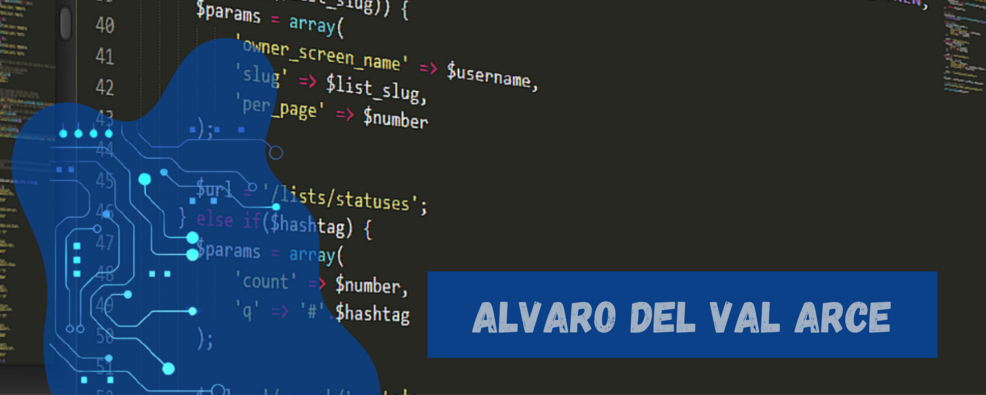 40
$params = array(
41
'owner_screen_name' => $username,
42
'slug' => $list_slug,
43
'per_page' => $number
);
44
45
$url = '/lists/statuses';
46
} else if($hashtag) {
47
$params = array(
48
'count' => $number,
49
'q' => '#'.$hashtag
50
);
51
ALVARO DEL VAL ARCE